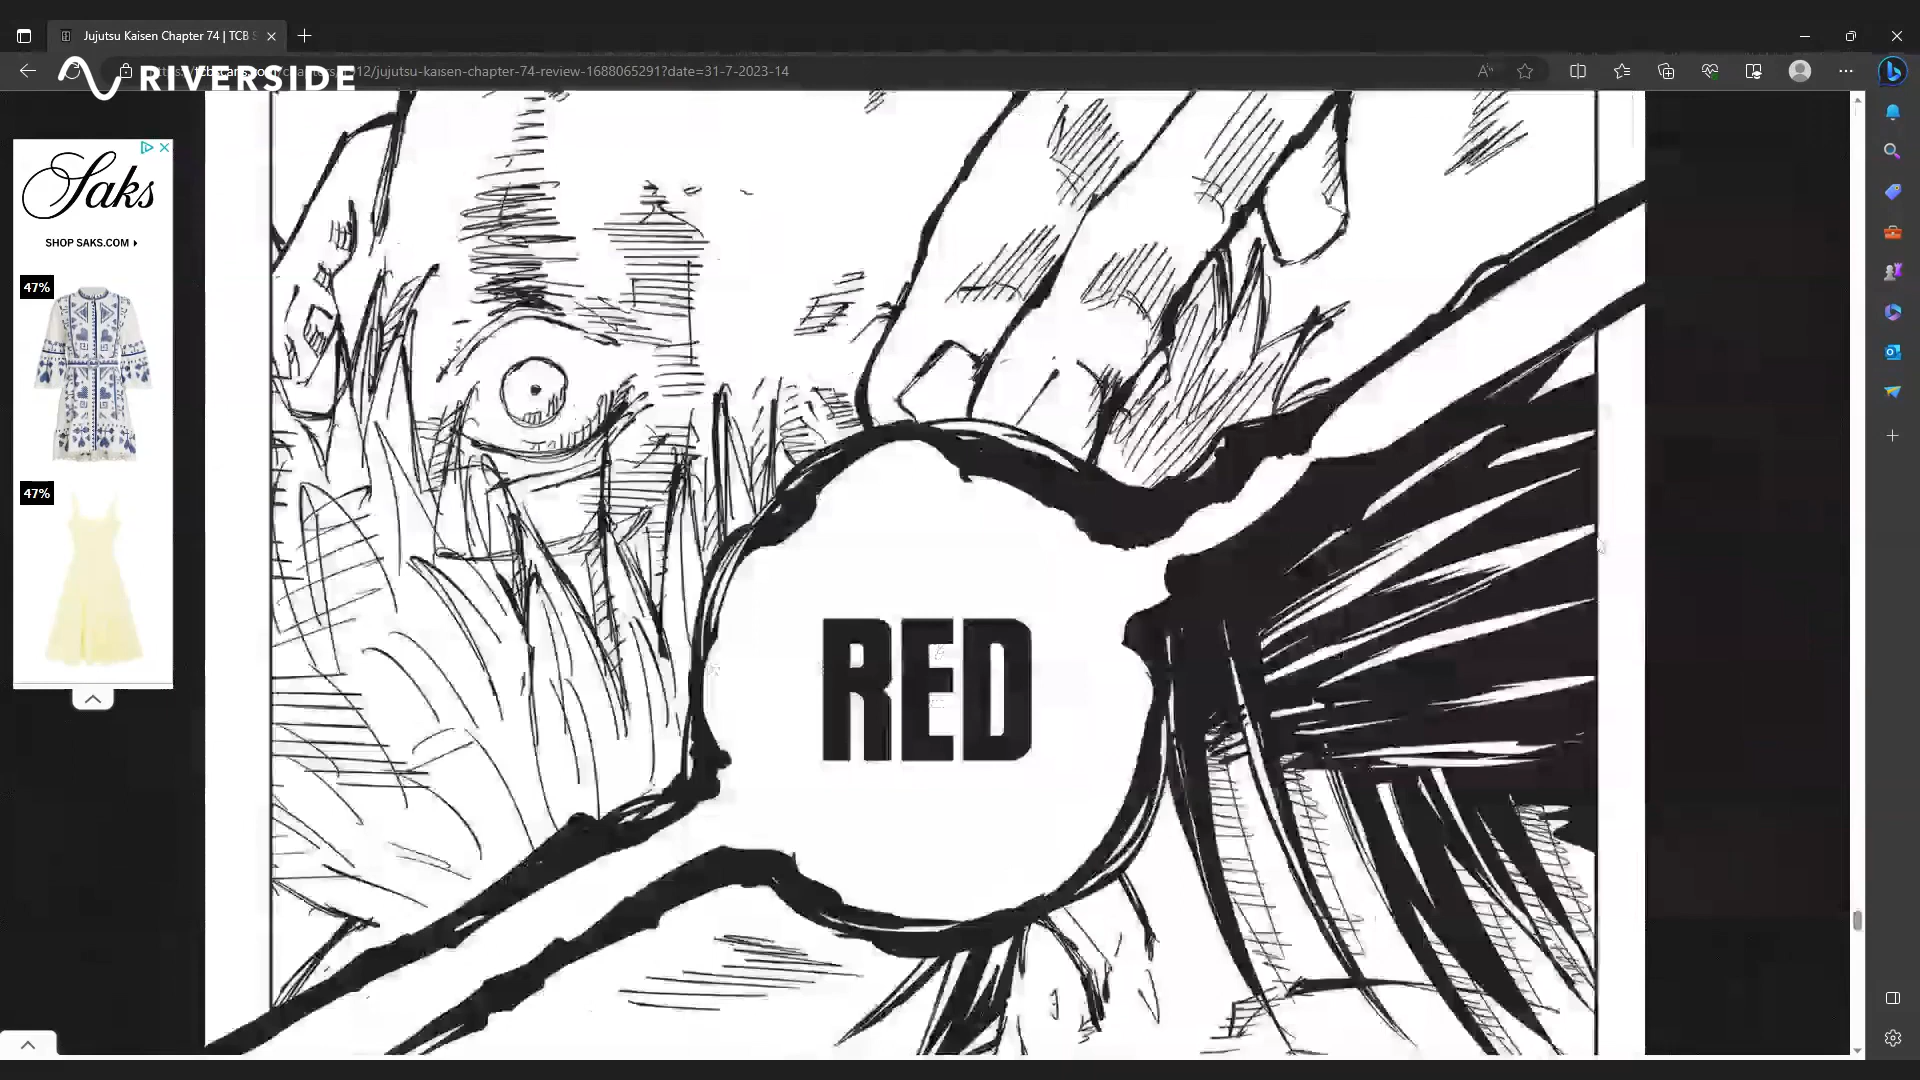 Jujutsu Kaisen Chapter 74 | TCB S
RIVERSIDE
/jujutsu-kaisen-chapter-74-review-1688065291?date=31-7-2023-14
Saks
SHOP SAKS.COM
47%
47%
RED